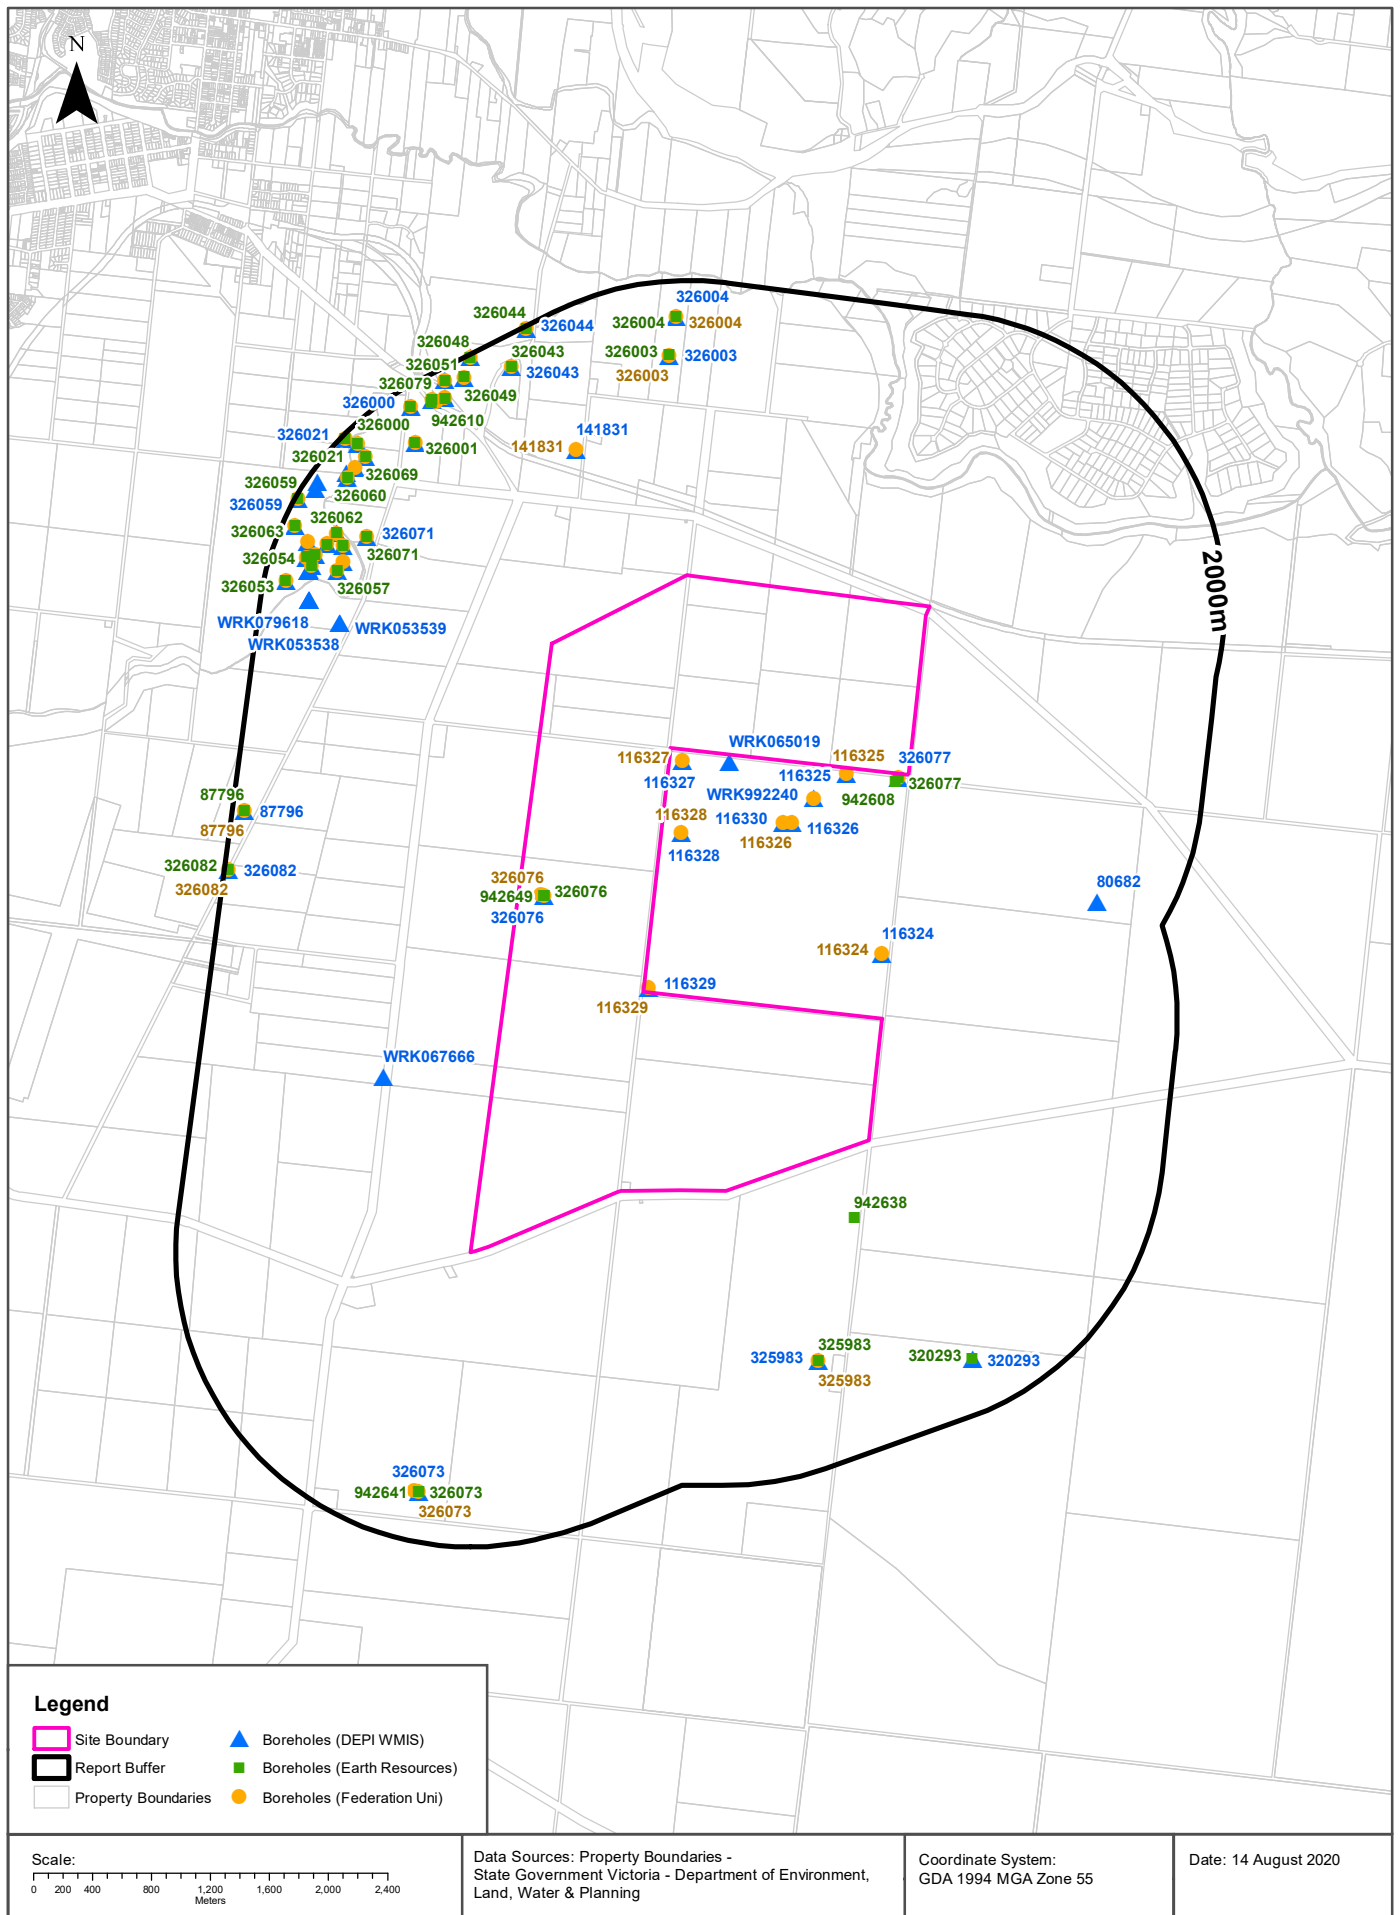 N
326004
326044
326044
326004
326004
326048
326043
326003
326003
326051
326043
326003
326079
326049
326000
942610
326000
326021
141831
141831
326021
326001
326069
326059
326060
326059
326062
326063
326071
326071
326054
326053
326057
2000m
WRK079618
WRK053539
WRK053538
WRK065019
116327
116325
326077
116327
116325
326077
87796
WRK992240
942608
87796
116328
116330
116326
87796
116326
116328
326082
326082
326076
326076
80682
326082
942649
326076
116324
116324
116329
116329
WRK067666
942638
325983
325983
320293
320293
325983
326073
942641
326073
326073
Legend
Site Boundary
Boreholes (DEPI WMIS)
Report Buffer
Boreholes (Earth Resources)
Property Boundaries
Boreholes (Federation Uni)
Scale:
0 200 400 800 1,200 1,600 2,000 2,400
Meters
Data Sources: Property Boundaries -
State Government Victoria - Department of Environment,
Land, Water & Planning
Coordinate System:
GDA 1994 MGA Zone 55
Date: 14 August 2020